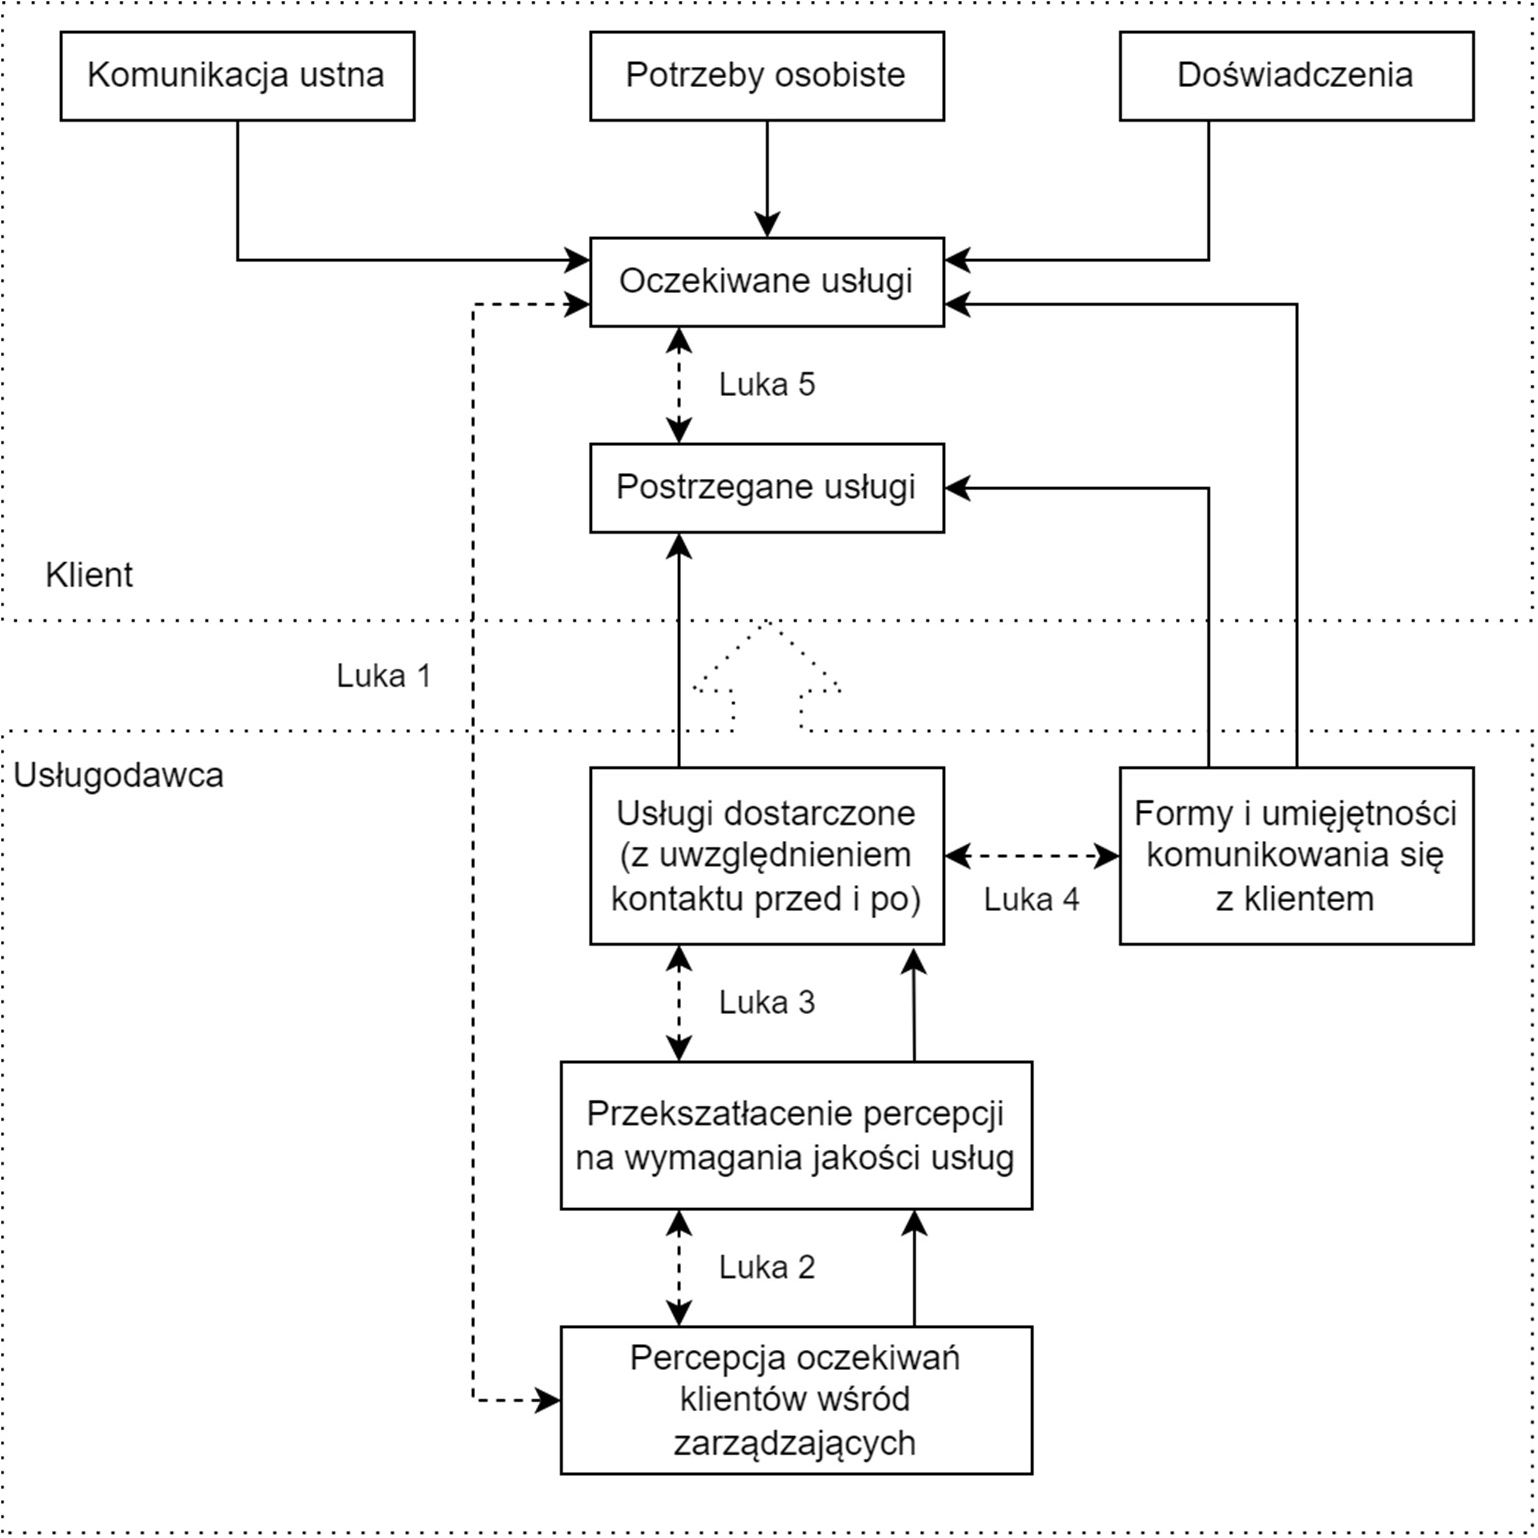 Komunikacja ustna
Potrzeby osobiste
Doświadczenia
Oczekiwane usługi
Luka 5
Postrzegane usługi
Klient
Luka 1
Usługodawca
Usługi dostarczone
(z uwzględnieniem
kontaktu przed i po)
Formy i umięjętności
komunikowania się
z klientem
Luka 4
Luka 3
Przekszatłacenie percepcji
na wymagania jakości usług
Luka 2
Percepcja oczekiwań
klientów wśród
zarządzających